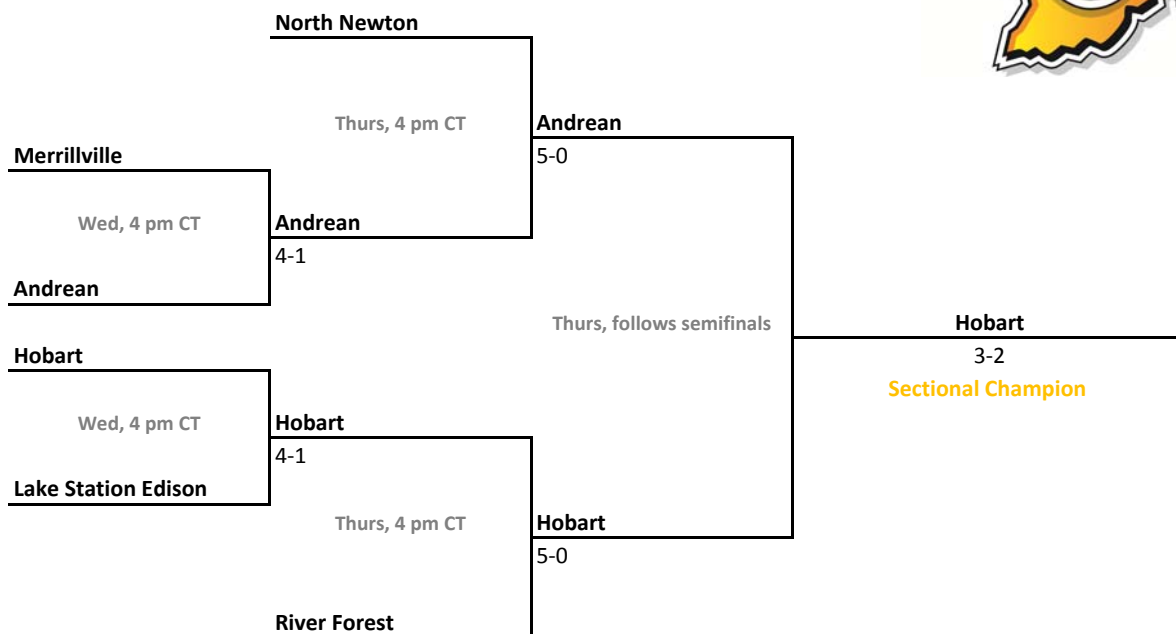 North Newton
Thurs, 4 pm CT
Andrean
5-0
Merrillville
Wed, 4 pm CT
Andrean
4-1
Andrean
Thurs, follows semifinals
Hobart
3-2
Sectional Champion
Hobart
Wed, 4 pm CT
Hobart
4-1
Lake Station Edison
Thurs, 4 pm CT
Hobart
5-0
River Forest